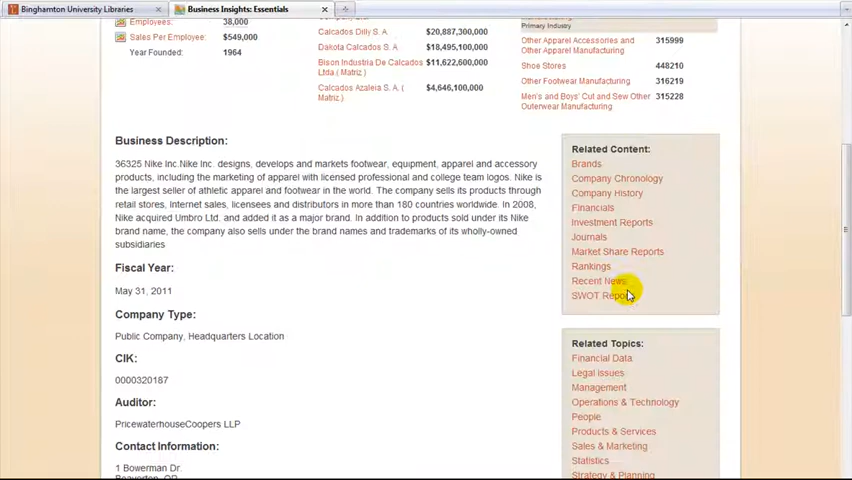 Binghamton University Libraries
Business Insights: Essentials
Employees: 38,000
Sales Per Employee: $549,000
Year Founded: 1964
Calcados Dilly S. A. $20,887,300,000
Dakota Calcados S. A. $18,495,100,000
Bison Industria De Calcados $11,622,600,000
Ltda.( Matriz )
Calcados Azaleia S. A. ( $4,646,100,000
Matriz )
Primary Industry
Other Apparel Accessories and 315999
Other Apparel Manufacturing
Shoe Stores 448210
Other Footwear Manufacturing 316219
Men's and Boys' Cut and Sew Other 315228
Outerwear Manufacturing
Business Description:
36325 Nike Inc.Nike Inc. designs, develops and markets footwear, equipment, apparel and accessory
products, including the marketing of apparel with licensed professional and college team logos. Nike is
the largest seller of athletic apparel and footwear in the world. The company sells its products through
retail stores, Internet sales, licensees and distributors in more than 180 countries worldwide. In 2008,
Nike acquired Umbro Ltd. and added it as a major brand. In addition to products sold under its Nike
brand name, the company also sells under the brand names and trademarks of its wholly-owned
subsidiaries
Fiscal Year:
May 31, 2011
Company Type:
Public Company, Headquarters Location
CIK:
0000320187
Auditor:
PricewaterhouseCoopers LLP
Contact Information:
1 Bowerman Dr.
Related Content:
Brands
Company Chronology
Company History
Financials
Investment Reports
Journals
Market Share Reports
Rankings
Recent News
SWOT Reports
Related Topics:
Financial Data
Legal Issues
Management
Operations & Technology
People
Products & Services
Sales & Marketing
Statistics
Strategy & Planning